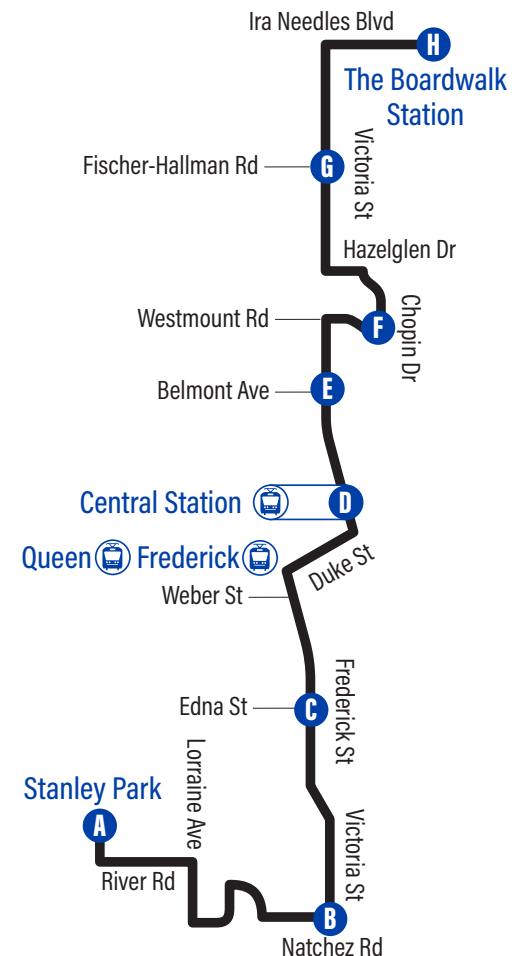 Ira Needles Blvd
H
The Boardwalk
Station
Victoria St
Fischer-Hallman Rd
G
Hazelglen Dr
Chopin Dr
Westmount Rd
F
Belmont Ave
E
Central Station
D
Queen Frederick
Duke St
Weber St
Frederick St
Edna St
C
Lorraine Ave
Stanley Park
A
Victoria St
River Rd
B
Natchez Rd